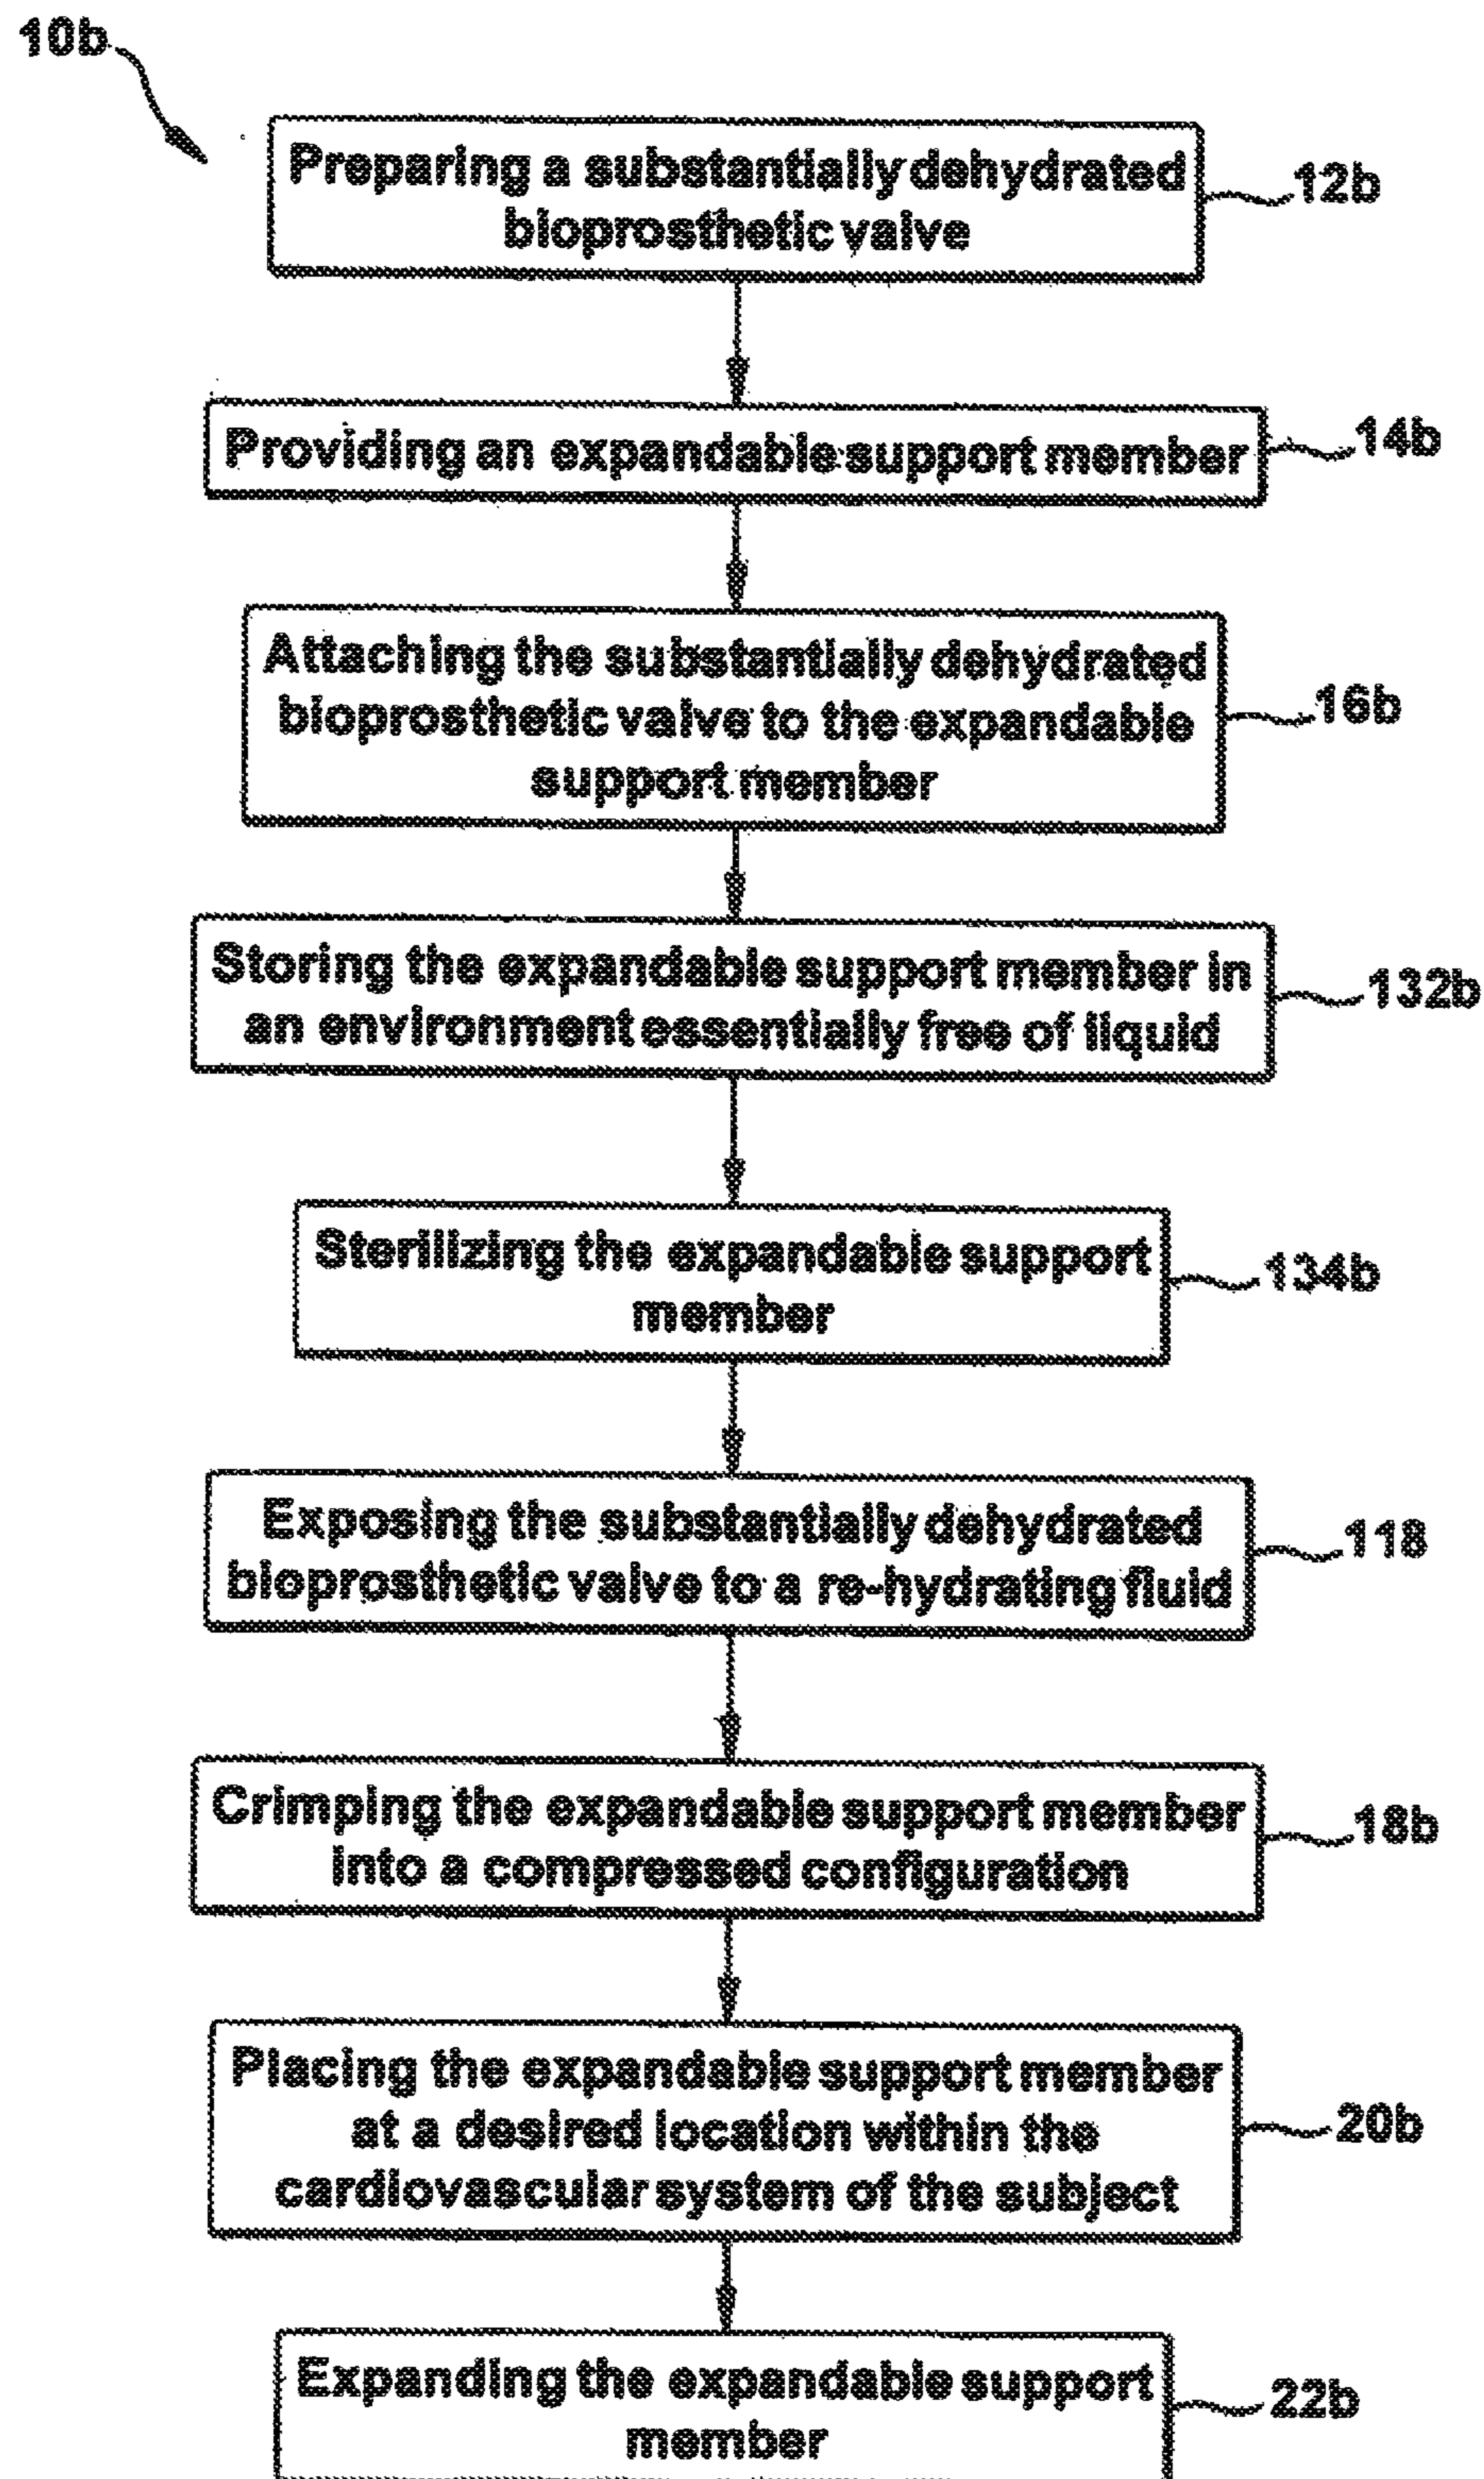 10b
Preparing a substantially dehydrated
bioprosthetic valve
12b
Providing an expandable support member
14b
Attaching the substantially dehydrated
bioprosthetic valve to the expandable
support member
16b
Storing the expandable support member in
an environment essentially free of liquid
132b
Sterilizing the expandable support
member
134b
Exposing the substantially dehydrated
bioprosthetic valve to a re-hydrating fluid
118
Crimping the expandable support member
into a compressed configuration
18b
Placing the expandable support member
at a desired location within the
cardiovascular system of the subject
20b
Expanding the expandable support
member
22b